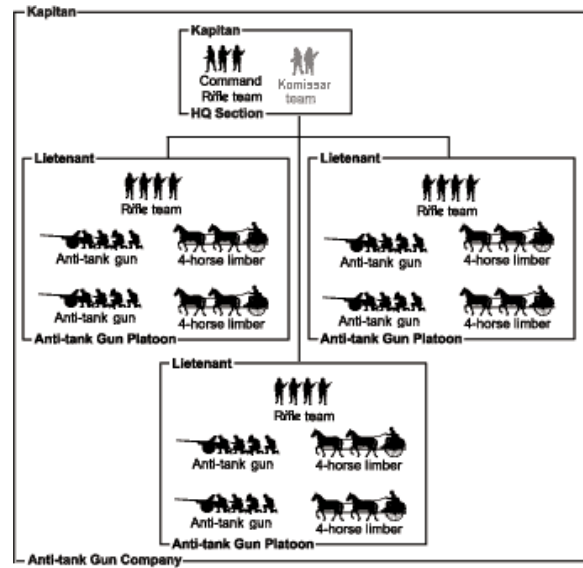 Kapitan
Kapitan
Command
Rifle team
Komissar
team
HQ Section
Lietenant
Rifle team
Anti-tank gun
4-horse limber
Anti-tank gun
4-horse limber
Anti-tank Gun Platoon
Lietenant
Rifle team
Anti-tank gun
4-horse limber
Anti-tank gun
4-horse limber
Anti-tank Gun Platoon
Lietenant
Rifle team
Anti-tank gun
4-horse limber
Anti-tank gun
4-horse limber
Anti-tank Gun Platoon
Anti-tank Gun Company